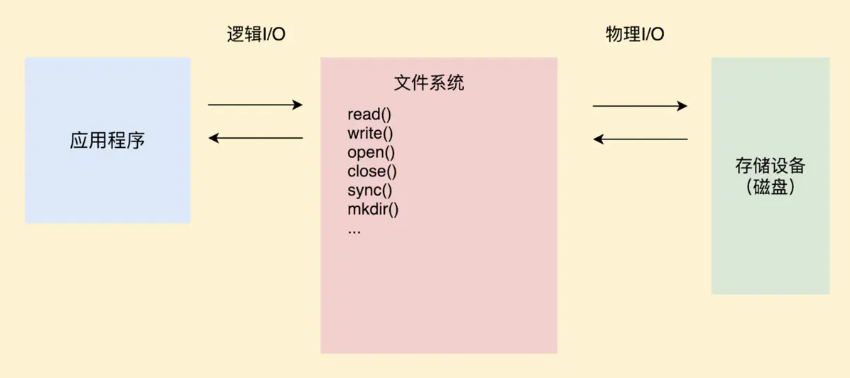 逻辑I/O
物理I/O
应用程序
文件系统
read()
write()
open()
close()
sync()
mkdir()
...
存储设备
（磁盘）